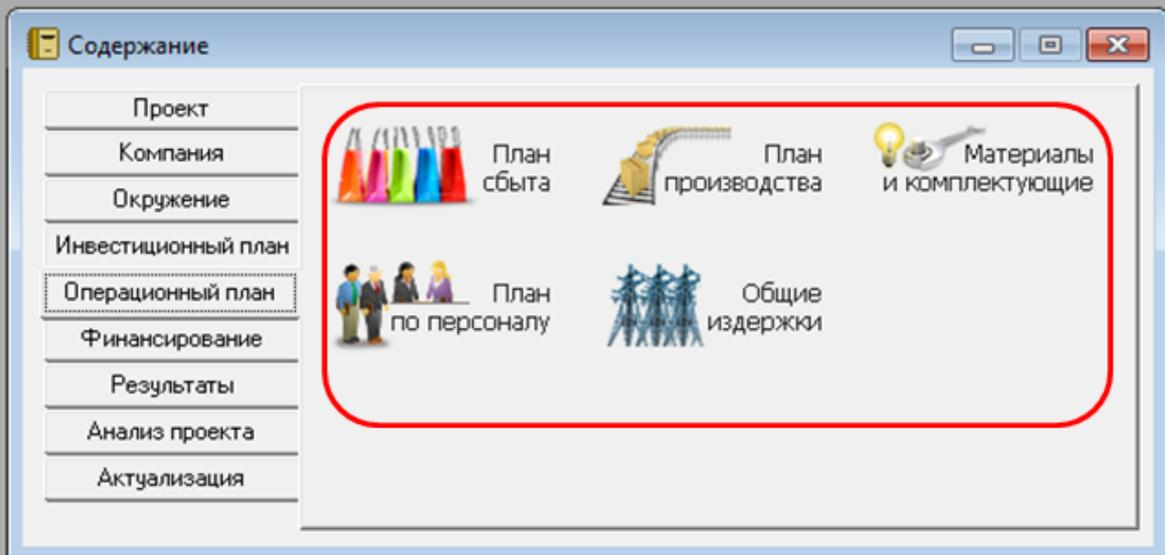 Содержание
Проект
Компания
Окружение
Инвестиционный план
Операционный план
Финансирование
Результаты
Анализ проекта
Актуализация
План
сбыта
План
производства
Материалы
и комплектующие
План
по персоналу
Общие
издержки